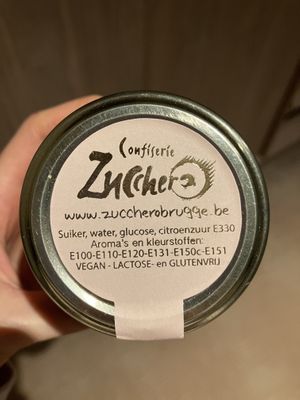 Confiserie
Zucchero
www.zuccherobrugge.be
Suiker, water, glucose, citroenzuur E330
Aroma's en kleurstoffen:
E100-E110-E120-E131-E150c-E151
VEGAN - LACTOSE- en GLUTENVRIJ